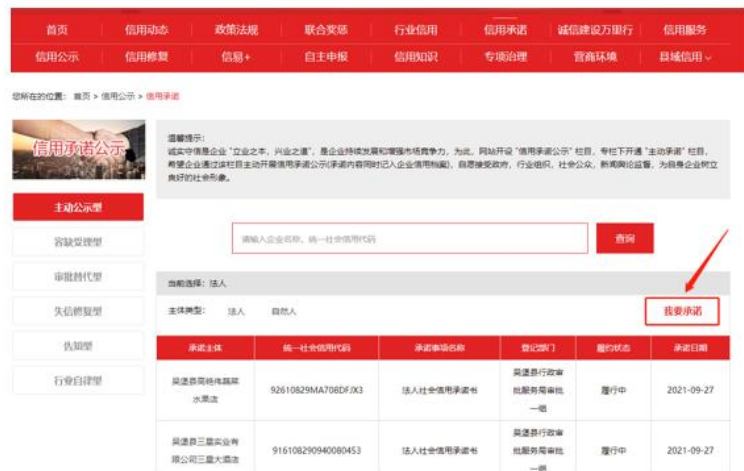 首页 信用动态 政策法规 联合奖惩 行业信用 信用承诺 诚信建设万里行 信用服务
信用公示 信用修复 信易+ 自主申报 信用知识 专项治理 营商环境 县域信用
您所在的位置： 首页 > 信用公示 > 信用承诺
信用承诺公示
温馨提示：
诚实守信是企业“立业之本，兴业之道”，是企业持续发展和增强市场竞争力，为此，网站开设“信用承诺公示”栏目，专栏下开通“主动承诺”栏目，
希望企业通过该栏目主动开展信用承诺公示(承诺内容同时记入企业信用档案)，自愿接受政府，行业组织，社会公众，新闻舆论监督，为自身企业树立
良好的社会形象。
主动公示型
容缺受理型
审批替代型
失信修复型
告知型
行业自律型
请输入企业名称、统一社会信用代码
查询
当前选择：法人
主体类型： 法人 自然人
我要承诺
承诺主体 统一社会信用代码 承诺事项名称 登记部门 履约状态 承诺日期
吴堡县高艳伟蔬菜
水果店
92610829MA708DFJX3 法人社会信用承诺书
吴堡县行政审
批服务局审批
一组
履行中 2021-09-27
吴堡县三星实业有
限公司三星大酒店
916108290940080453 法人社会信用承诺书
吴堡县行政审
批服务局审批
一组
履行中 2021-09-27